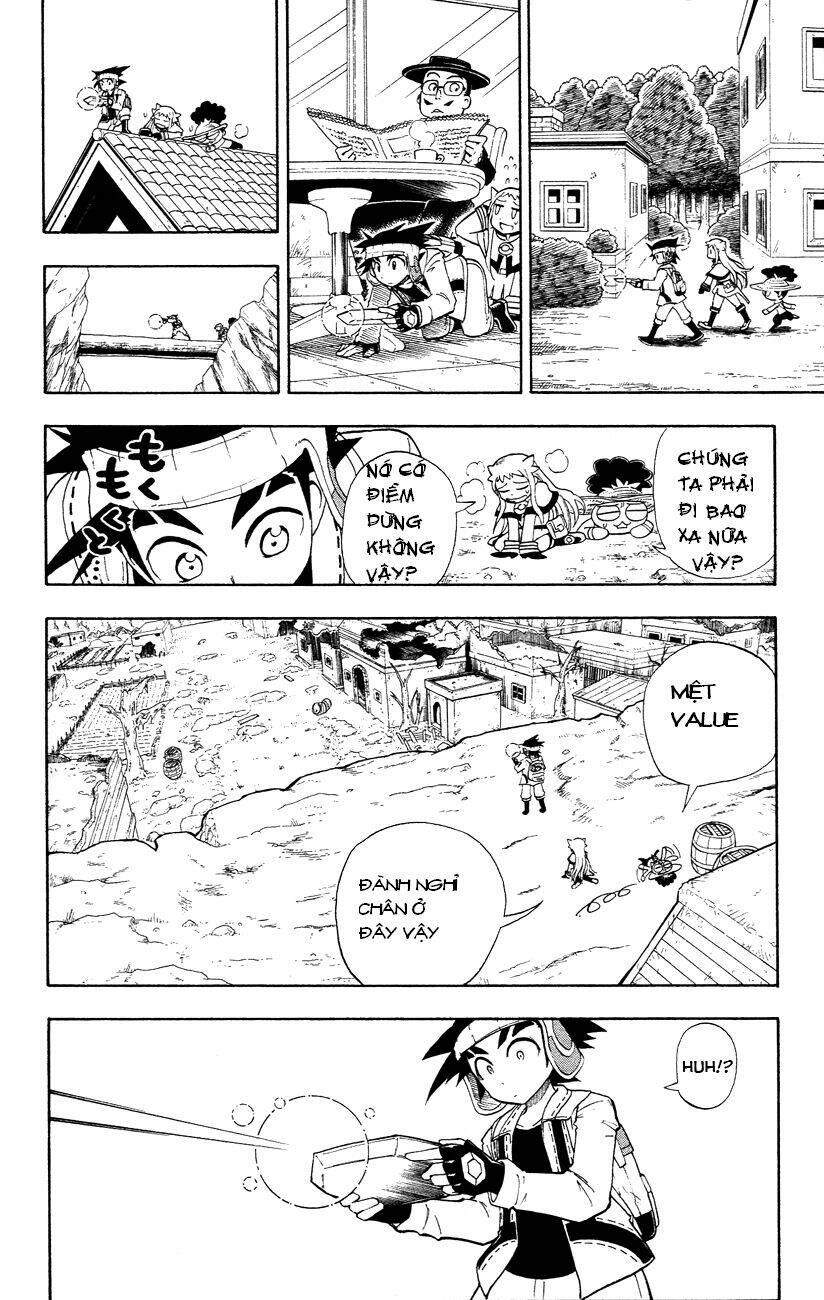 CHÚNG
TA PHẢI
ĐI BAO
XA NỮA
VẬY?
NÓ CÓ
ĐIỂM
DỪNG
KHÔNG
VẬY?
もく
もく
と
MỆT
VALUE
ĐÀNH NGHỈ
CHÂN Ở
ĐÂY VẬY
HUH!?